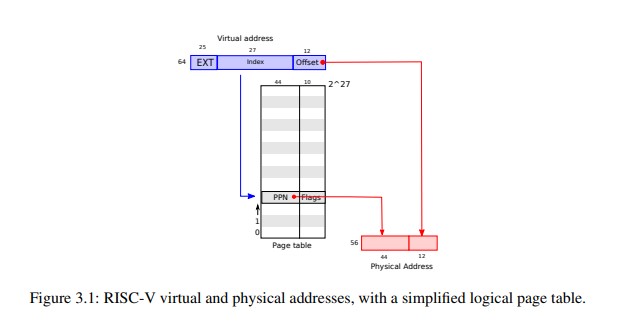 Virtual address
25 27 12
64 EXT Index Offset
44 10 2^27
PPN Flags
1
0
Page table
56
44 12
Physical Address
Figure 3.1: RISC-V virtual and physical addresses, with a simplified logical page table.